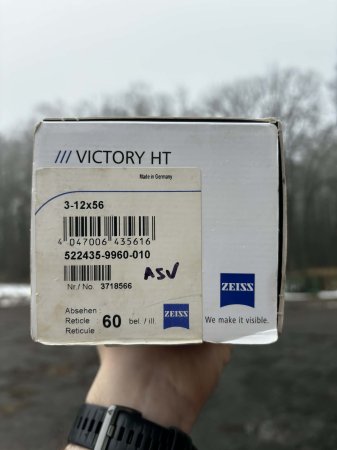 /// VICTORY HT
Made in Germany
3-12x56
4 047006 435616
522435-9960-010
ASV
Nr./ No. 3718566
Absehen
Reticle 60 bel. / ill.
Reticule
ZEISS
ZEISS
We make it visible.